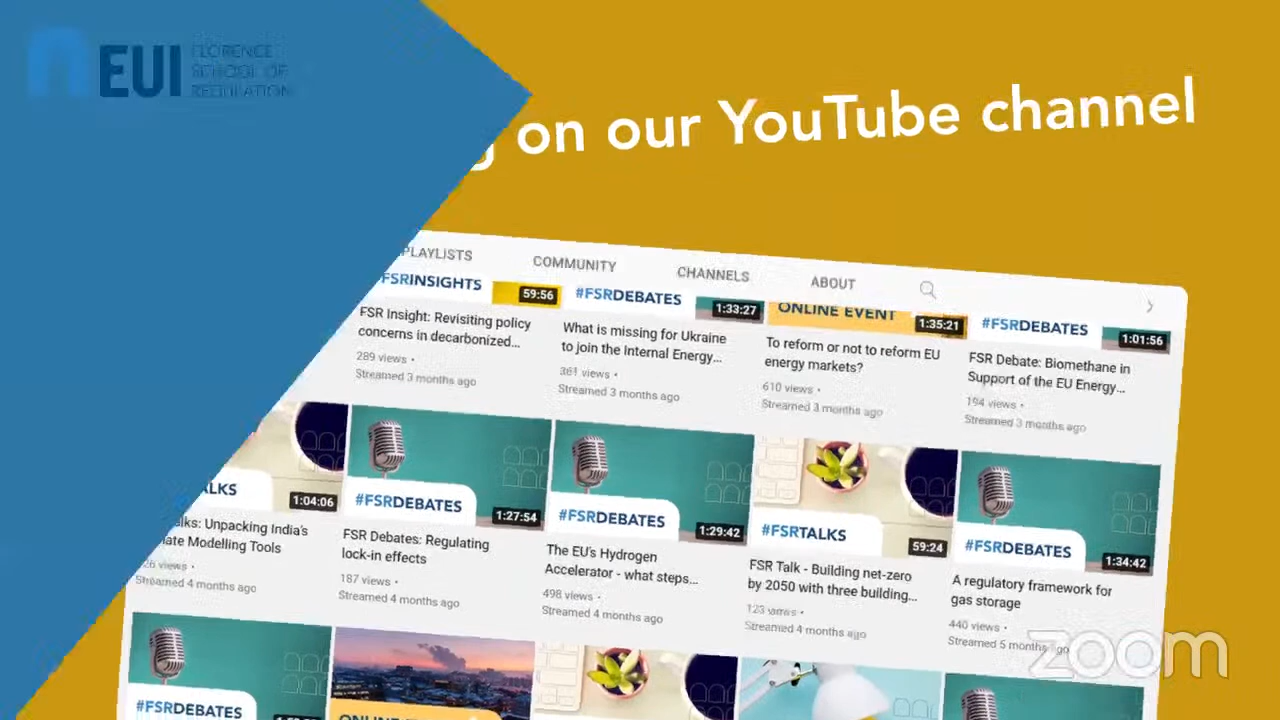 EUI
FLORENCE
SCHOOL OF
REGULATION
on our YouTube channel
PLAYLISTS
COMMUNITY
CHANNELS
ABOUT
FSRINSIGHTS
59:56
FSR Insight: Revisiting policy
concerns in decarbonized...
289 views •
Streamed 3 months ago
#FSRDEBATES
1:33:27
What is missing for Ukraine
to join the Internal Energy...
361 views •
Streamed 3 months ago
ONLINE EVENT
1:35:21
To reform or not to reform EU
energy markets?
610 views •
Streamed 3 months ago
#FSRDEBATES
1:01:56
FSR Debate: Biomethane in
Support of the EU Energy...
194 views •
Streamed 3 months ago
ALKS
1:04:06
alks: Unpacking India's
ate Modelling Tools
26 views •
Streamed 4 months ago
#FSRDEBATES
1:27:54
FSR Debates: Regulating
lock-in effects
187 views •
Streamed 4 months ago
#FSRDEBATES
1:29:42
The EU's Hydrogen
Accelerator - what steps...
498 views •
Streamed 4 months ago
#FSRTALKS
59:24
FSR Talk - Building net-zero
by 2050 with three building...
123 views •
Streamed 4 months ago
#FSRDEBATES
1:34:42
A regulatory framework for
gas storage
440 views •
Streamed 5 months ago
zoom
#FSRDEBATES